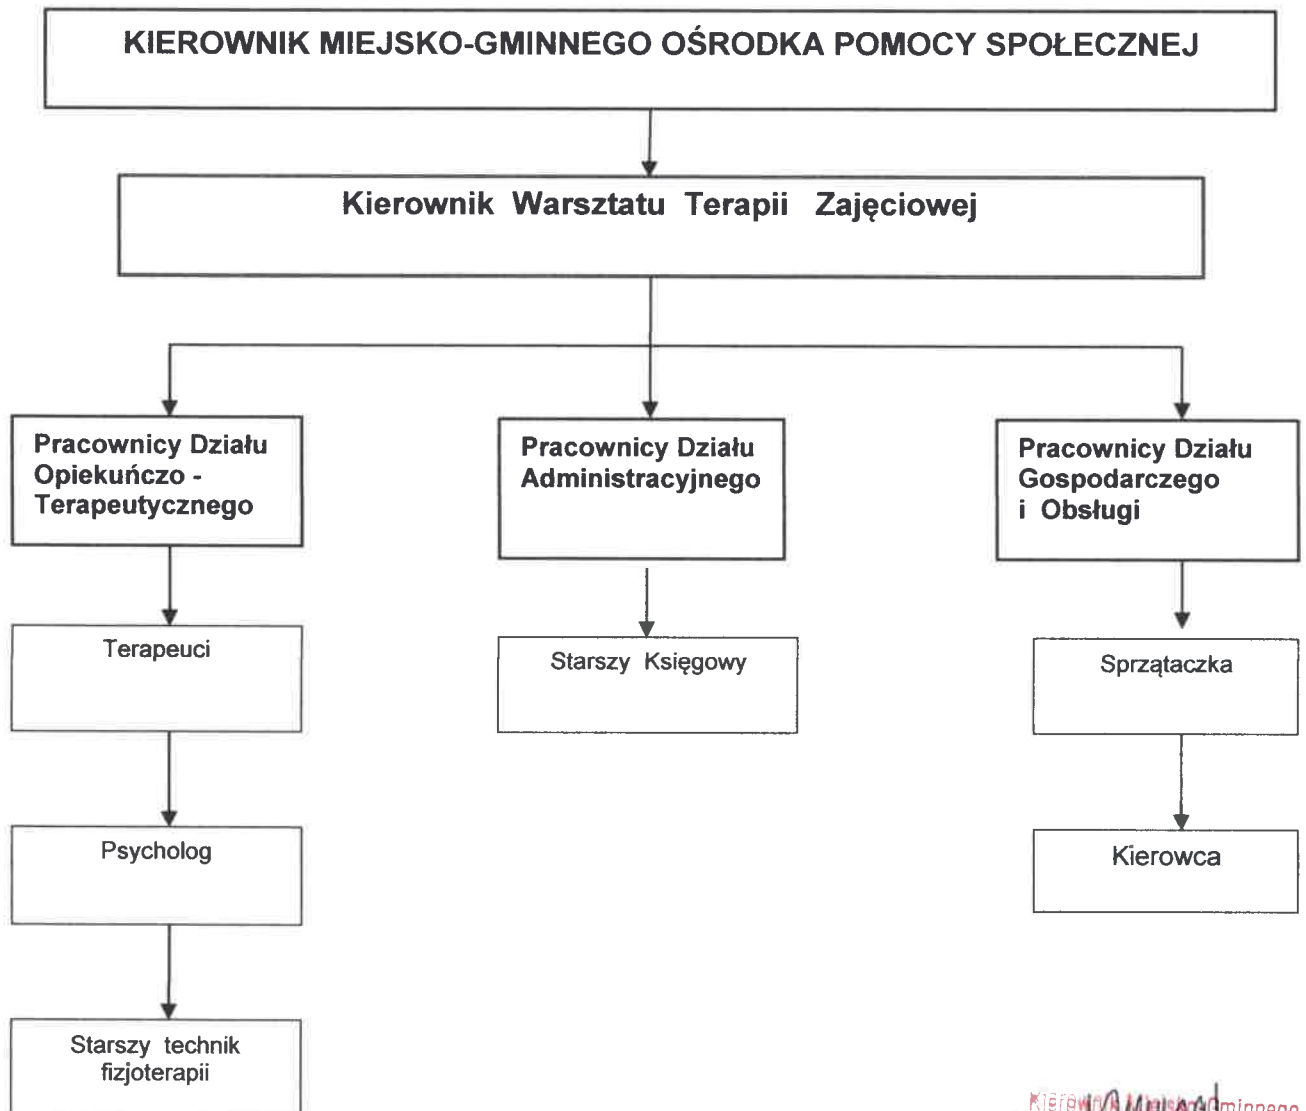 KIEROWNIK MIEJSKO-GMINNEGO OŚRODKA POMOCY SPOŁECZNEJ
Kierownik Warsztatu Terapii Zajęciowej
Pracownicy Działu
Opiekuńczo -
Terapeutycznego
Pracownicy Działu
Administracyjnego
Pracownicy Działu
Gospodarczego
i Obsługi
Terapeuci
Starszy Księgowy
Sprzątaczka
Psycholog
Kierowca
Starszy technik
fizjoterapii
Kierownik